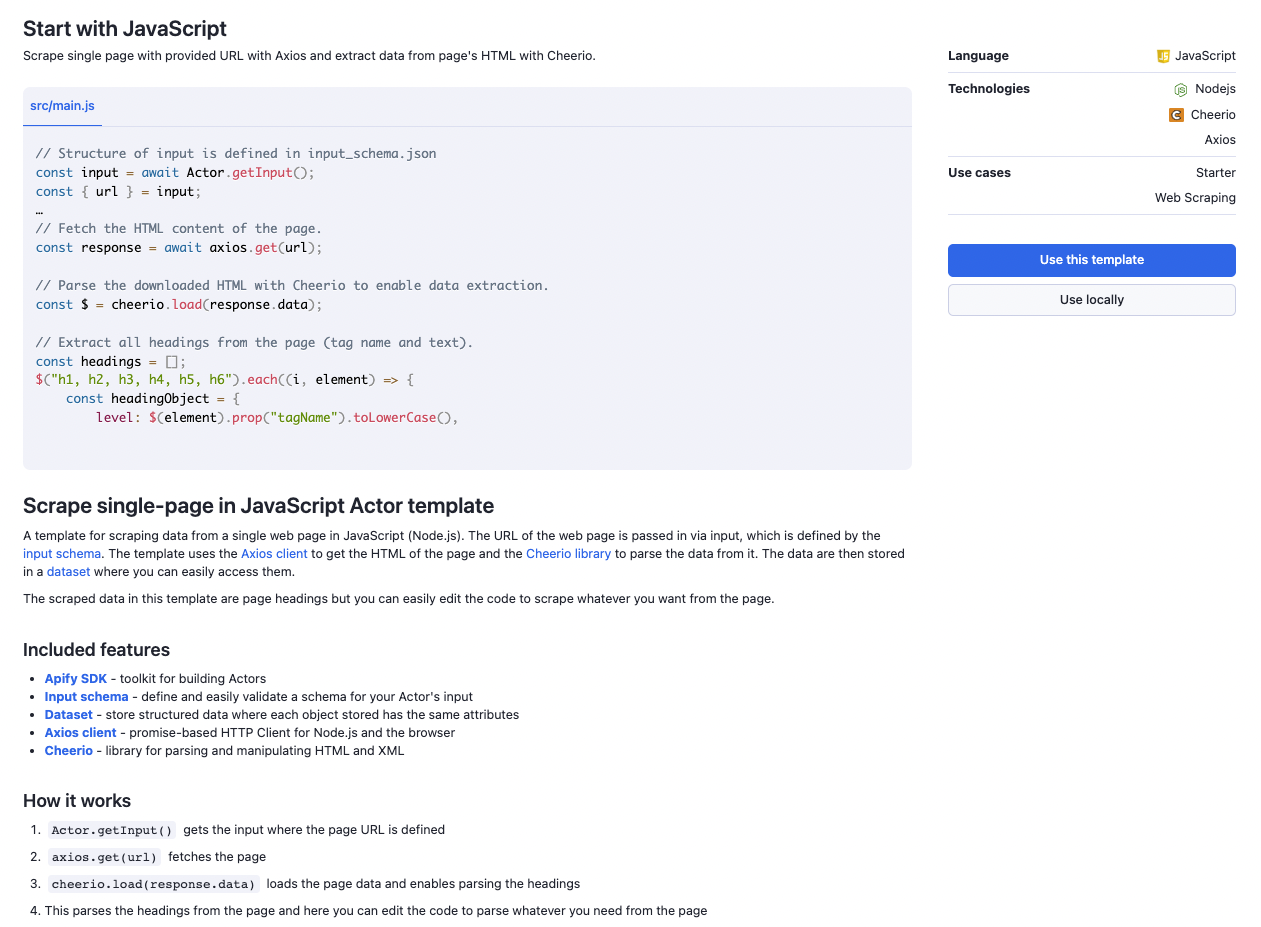 Start with JavaScript
Scrape single page with provided URL with Axios and extract data from page's HTML with Cheerio.
src/main.js
// Structure of input is defined in input_schema.json
const input = await Actor.getInput();
const { url } = input;
…
// Fetch the HTML content of the page.
const response = await axios.get(url);
// Parse the downloaded HTML with Cheerio to enable data extraction.
const $ = cheerio.load(response.data);
// Extract all headings from the page (tag name and text).
const headings = [];
$("h1, h2, h3, h4, h5, h6").each((i, element) => {
    const headingObject = {
        level: $(element).prop("tagName").toLowerCase(),
Language
JS JavaScript
Technologies
JS Nodejs
C Cheerio
Axios
Use cases
Starter
Web Scraping
Use this template
Use locally
Scrape single-page in JavaScript Actor template
A template for scraping data from a single web page in JavaScript (Node.js). The URL of the web page is passed in via input, which is defined by the
input schema. The template uses the Axios client to get the HTML of the page and the Cheerio library to parse the data from it. The data are then stored
in a dataset where you can easily access them.
The scraped data in this template are page headings but you can easily edit the code to scrape whatever you want from the page.
Included features
• Apify SDK - toolkit for building Actors
• Input schema - define and easily validate a schema for your Actor's input
• Dataset - store structured data where each object stored has the same attributes
• Axios client - promise-based HTTP Client for Node.js and the browser
• Cheerio - library for parsing and manipulating HTML and XML
How it works
1. Actor.getInput() gets the input where the page URL is defined
2. axios.get(url) fetches the page
3. cheerio.load(response.data) loads the page data and enables parsing the headings
4. This parses the headings from the page and here you can edit the code to parse whatever you need from the page